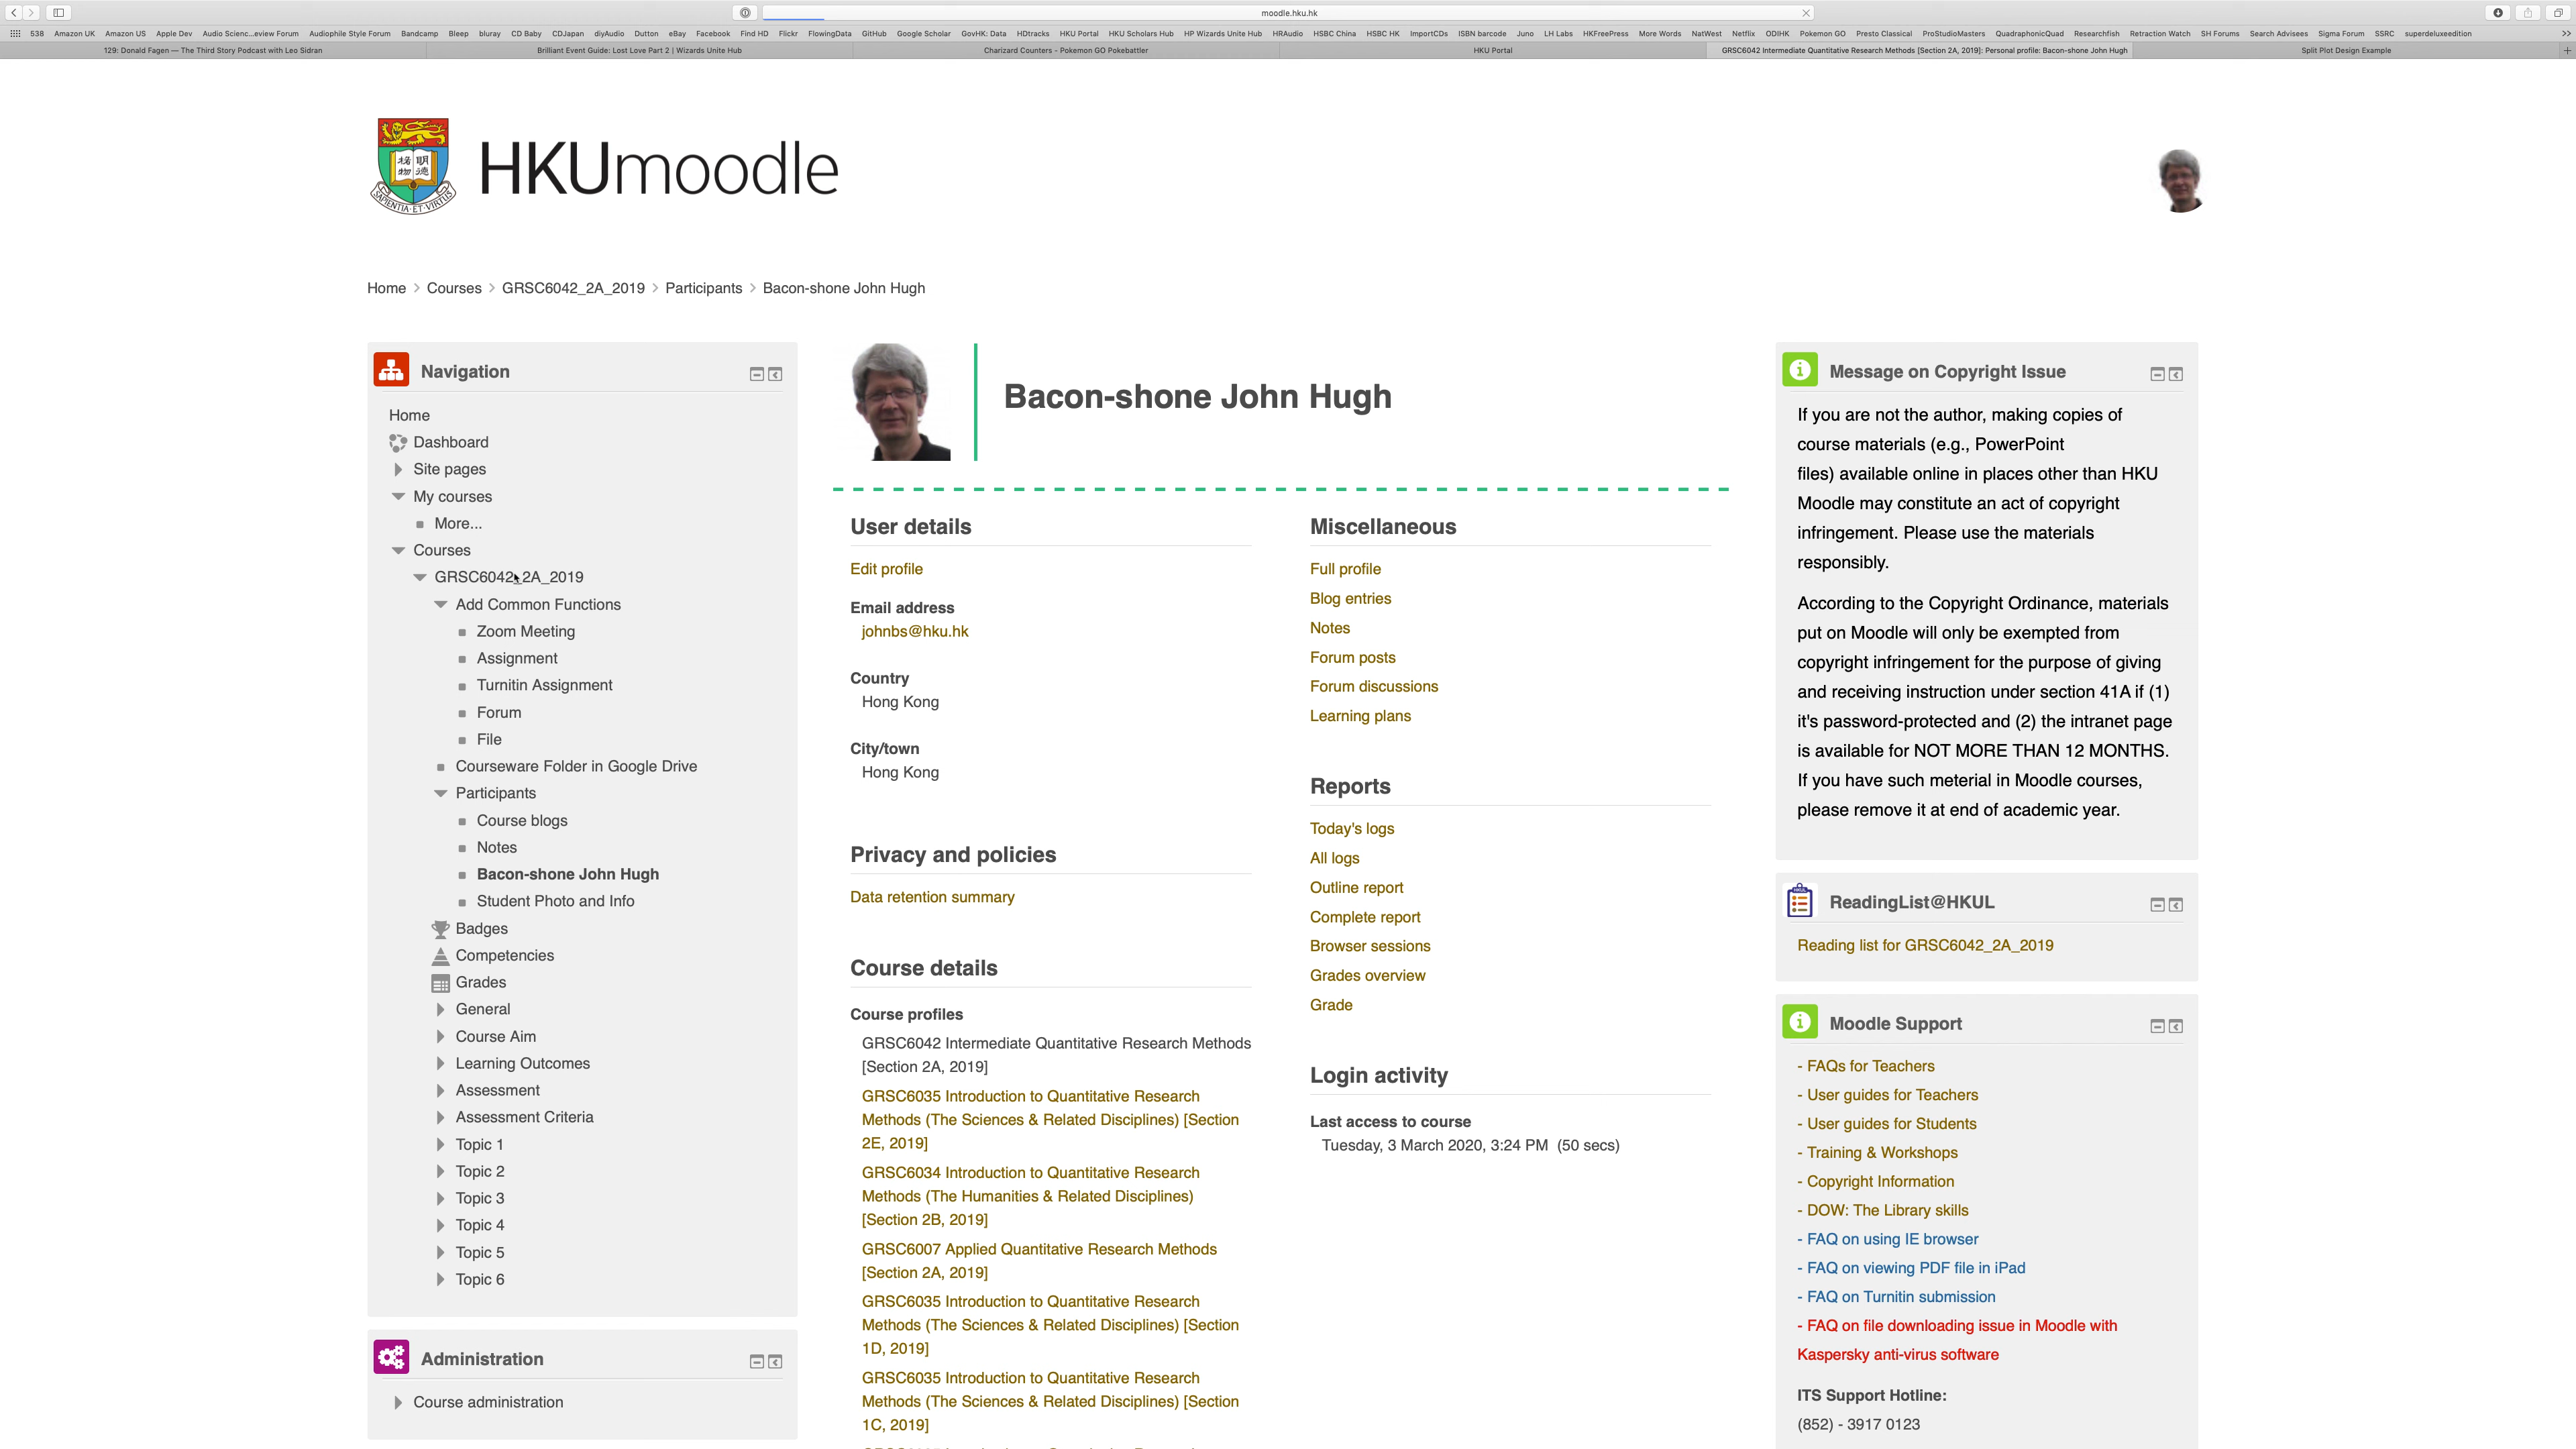 moodle.hku.hk
538 Amazon UK Amazon US Apple Dev Audio Scienc...eview Forum Audiophile Style Forum Bandcamp Bleep bluray CD Baby CDJapan diyAudio Dutton eBay Facebook Find HD Flickr FlowingData GitHub Google Scholar GovHK: Data HDtracks HKU Portal HKU Scholars Hub HP Wizards Unite Hub HRAudio HSBC China HSBC HK ImportCDs ISBN barcode Juno LH Labs HKFreePress More Words NatWest Netflix ODIHK Pokemon GO Presto Classical ProStudioMasters QuadraphonicQuad Researchfish Retraction Watch SH Forums Search Advisees Sigma Forum SSRC superdeluxeedition
129: Donald Fagen — The Third Story Podcast with Leo Sidran
Brilliant Event Guide: Lost Love Part 2 | Wizards Unite Hub
Charizard Counters - Pokemon GO Pokebattler
HKU Portal
GRSC6042 Intermediate Quantitative Research Methods [Section 2A, 2019]: Personal profile: Bacon-shone John Hugh
Split Plot Design Example
SAPIENTIA·ET·VIRTUS
明德
格物
HKUmoodle
Home > Courses > GRSC6042_2A_2019 > Participants > Bacon-shone John Hugh
Navigation
Home
Dashboard
Site pages
My courses
More...
Courses
GRSC6042_2A_2019
Add Common Functions
Zoom Meeting
Assignment
Turnitin Assignment
Forum
File
Courseware Folder in Google Drive
Participants
Course blogs
Notes
Bacon-shone John Hugh
Student Photo and Info
Badges
Competencies
Grades
General
Course Aim
Learning Outcomes
Assessment
Assessment Criteria
Topic 1
Topic 2
Topic 3
Topic 4
Topic 5
Topic 6
Administration
Course administration
Bacon-shone John Hugh
User details
Edit profile
Email address
johnbs@hku.hk
Country
Hong Kong
City/town
Hong Kong
Privacy and policies
Data retention summary
Course details
Course profiles
GRSC6042 Intermediate Quantitative Research Methods
[Section 2A, 2019]
GRSC6035 Introduction to Quantitative Research
Methods (The Sciences & Related Disciplines) [Section
2E, 2019]
GRSC6034 Introduction to Quantitative Research
Methods (The Humanities & Related Disciplines)
[Section 2B, 2019]
GRSC6007 Applied Quantitative Research Methods
[Section 2A, 2019]
GRSC6035 Introduction to Quantitative Research
Methods (The Sciences & Related Disciplines) [Section
1D, 2019]
GRSC6035 Introduction to Quantitative Research
Methods (The Sciences & Related Disciplines) [Section
1C, 2019]
Miscellaneous
Full profile
Blog entries
Notes
Forum posts
Forum discussions
Learning plans
Reports
Today's logs
All logs
Outline report
Complete report
Browser sessions
Grades overview
Grade
Login activity
Last access to course
Tuesday, 3 March 2020, 3:24 PM (50 secs)
Message on Copyright Issue
If you are not the author, making copies of
course materials (e.g., PowerPoint
files) available online in places other than HKU
Moodle may constitute an act of copyright
infringement. Please use the materials
responsibly.
According to the Copyright Ordinance, materials
put on Moodle will only be exempted from
copyright infringement for the purpose of giving
and receiving instruction under section 41A if (1)
it's password-protected and (2) the intranet page
is available for NOT MORE THAN 12 MONTHS.
If you have such meterial in Moodle courses,
please remove it at end of academic year.
ReadingList@HKUL
Reading list for GRSC6042_2A_2019
Moodle Support
- FAQs for Teachers
- User guides for Teachers
- User guides for Students
- Training & Workshops
- Copyright Information
- DOW: The Library skills
- FAQ on using IE browser
- FAQ on viewing PDF file in iPad
- FAQ on Turnitin submission
- FAQ on file downloading issue in Moodle with
Kaspersky anti-virus software
ITS Support Hotline:
(852) - 3917 0123